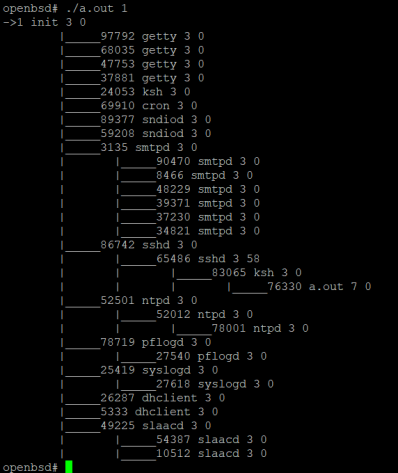 openbsd# ./a.out 1
->1 init 3 0
|_____97792 getty 3 0
|_____68035 getty 3 0
|_____47753 getty 3 0
|_____37881 getty 3 0
|_____24053 ksh 3 0
|_____69910 cron 3 0
|_____89377 sndiod 3 0
|_____59208 sndiod 3 0
|_____3135 smtpd 3 0
| |_____90470 smtpd 3 0
| |_____8466 smtpd 3 0
| |_____48229 smtpd 3 0
| |_____39371 smtpd 3 0
| |_____37230 smtpd 3 0
| |_____34821 smtpd 3 0
|_____86742 sshd 3 0
| |_____65486 sshd 3 58
| | |_____83065 ksh 3 0
| | | |_____76330 a.out 7 0
|_____52501 ntpd 3 0
| |_____52012 ntpd 3 0
| | |_____78001 ntpd 3 0
|_____78719 pflogd 3 0
| |_____27540 pflogd 3 0
|_____25419 syslogd 3 0
| |_____27618 syslogd 3 0
|_____26287 dhclient 3 0
|_____5333 dhclient 3 0
|_____49225 slaacd 3 0
| |_____54387 slaacd 3 0
| |_____10512 slaacd 3 0
openbsd#